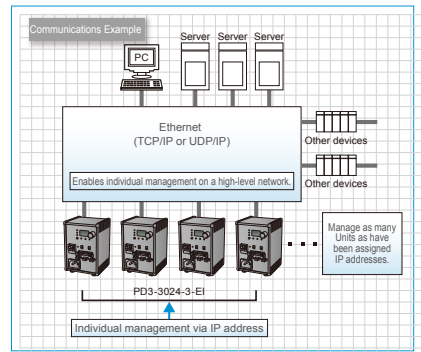 Communications Example
PC
Server Server Server
Ethernet
(TCP/IP or UDP/IP)
Enables individual management on a high-level network.
Other devices
Other devices
Manage as many
Units as have
been assigned
IP addresses.
PD3-3024-3-EI
Individual management via IP address